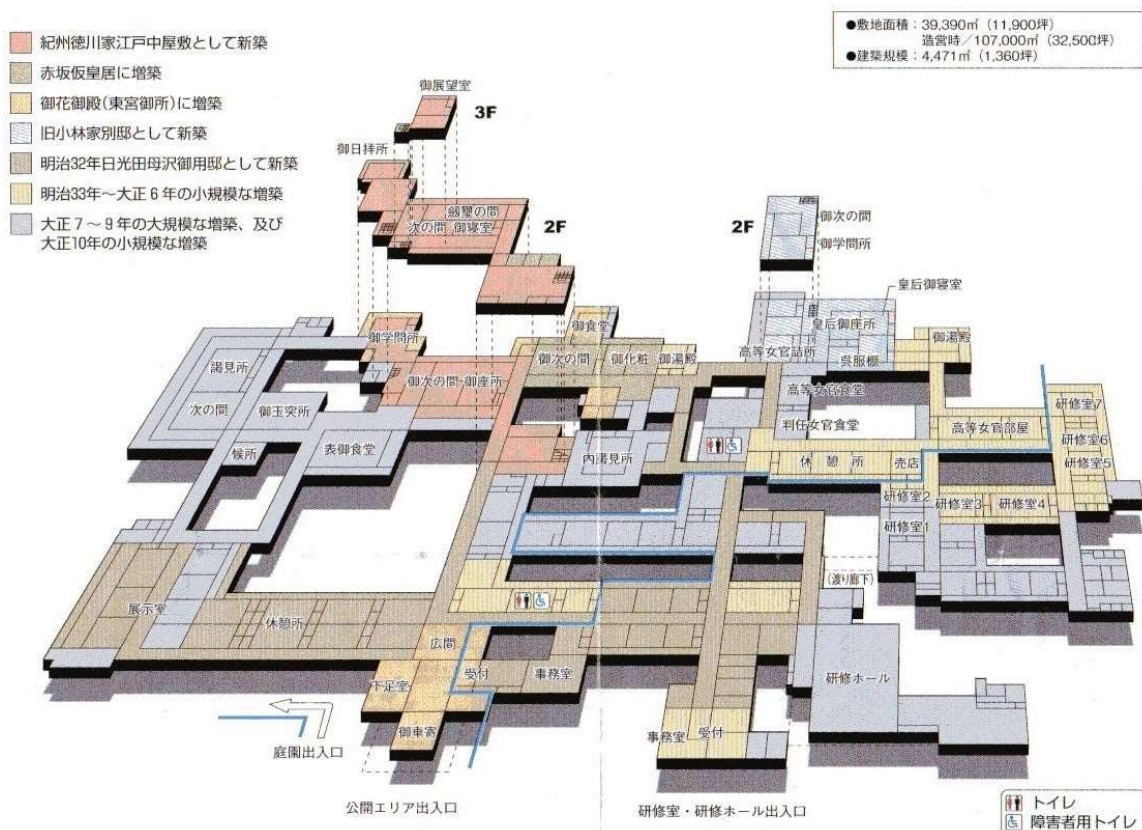 紀州徳川家江戸中屋敷として新築
赤坂仮皇居に増築
御花御殿(東宮御所)に増築
旧小林家別邸として新築
明治32年日光田母沢御用邸として新築
明治33年～大正6年の小規模な増築
大正7～9年の大規模な増築、及び
大正10年の小規模な増築
●敷地面積：39,390㎡(11,900坪)
造営時／107,000㎡(32,500坪)
●建築規模：4,471㎡(1,360坪)
御展望室
3F
御日拝所
劔璽の間
次の間 御寝室
2F
2F
御次の間
御学問所
皇后御寝室
皇后御座所
御食堂
御学問所
御次の間
御化粧
御湯殿
高等女官詰所
呉服棚
御湯殿
謁見所
御次の間 御座所
高等女官食堂
研修室7
次の間
御玉突所
判任女官食堂
高等女官部屋
候所
表御食堂
内謁見所
休憩所
売店
研修室6
研修室5
研修室2
研修室3
研修室4
研修室1
(渡り廊下)
展示室
休憩所
広間
下足室
受付
事務室
研修ホール
御車寄
事務室
受付
庭園出入口
公開エリア出入口
研修室・研修ホール出入口
トイレ
障害者用トイレ